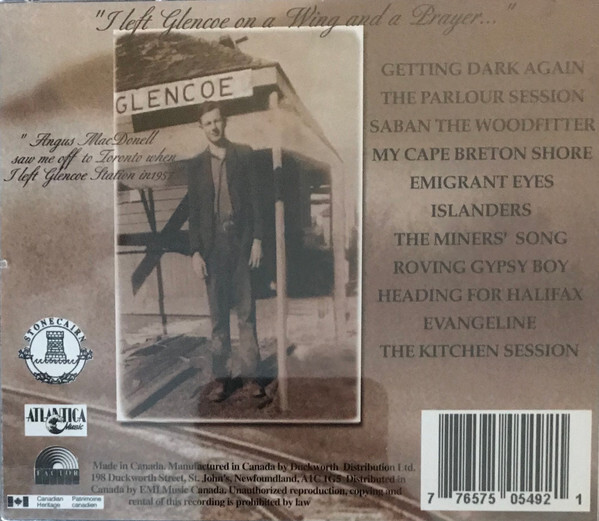 "I left Glencoe on a Wing and a Prayer..."
GLENCOE
" Angus MacDonell
saw me off to Toronto when
I left Glencoe Station in
GETTING DARK AGAIN
THE PARLOUR SESSION
SABAN THE WOODFITTER
MY CAPE BRETON SHORE
EMIGRANT EYES
ISLANDERS
THE MINERS' SONG
ROVING GYPSY BOY
HEADING FOR HALIFAX
EVANGELINE
THE KITCHEN SESSION
STONECAIRN
ATLANTICA
Music
FACTOR
Canadian Heritage
Patrimoine canadien
Made in Canada. Manufactured in Canada by Duckworth Distribution Ltd.
198 Duckworth Street, St. John's, Newfoundland, A1C 1G5 Distributed in
Canada by EMI Music Canada. Unauthorized reproduction, copying and
rental of this recording is prohibited by law
7 76575 05492 1